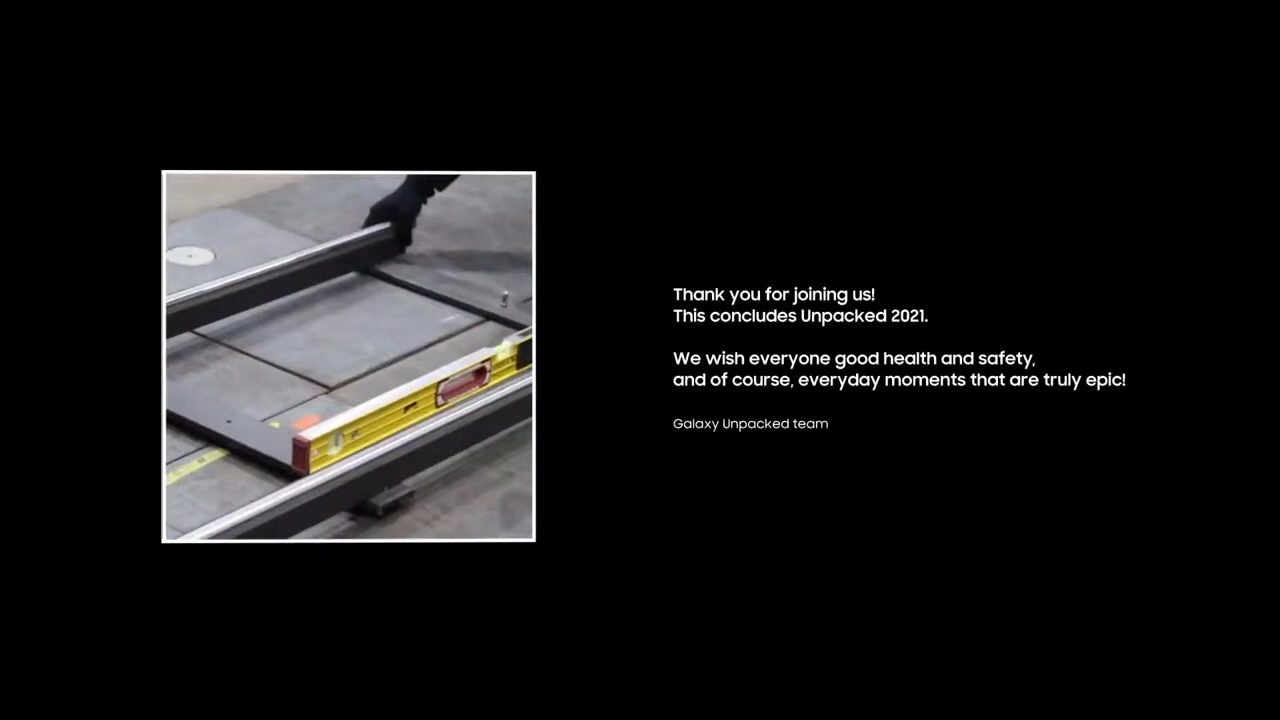 Thank you for joining us!
This concludes Unpacked 2021.
We wish everyone good health and safety,
and of course, everyday moments that are truly epic!
Galaxy Unpacked team